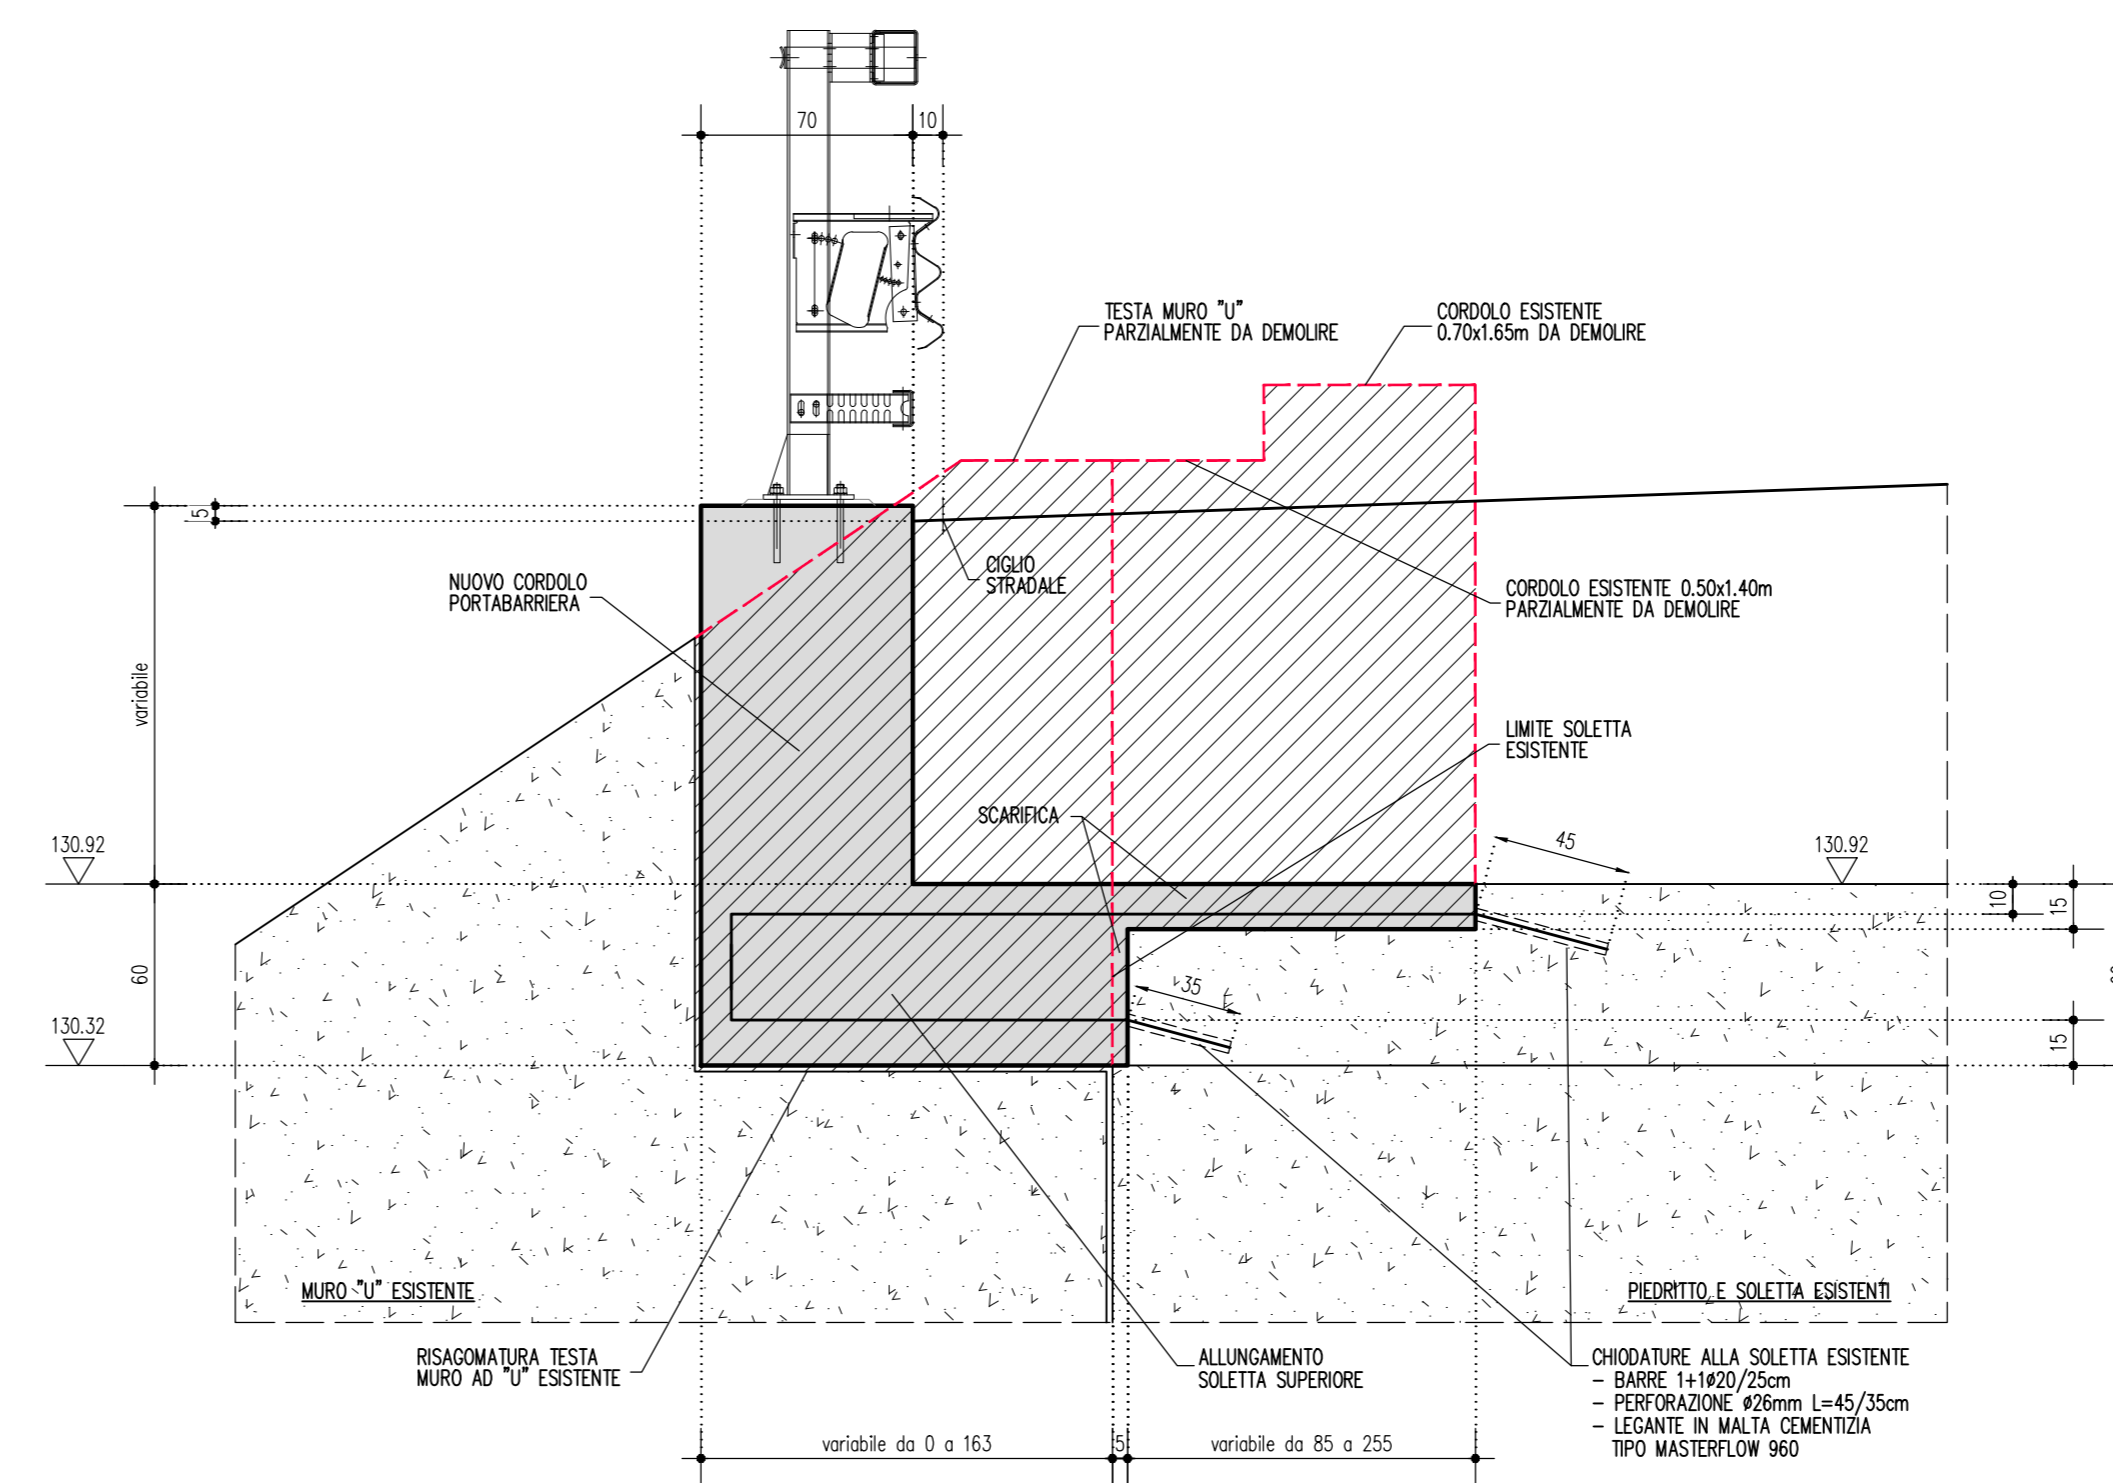 70
10
TESTA MURO "U"
PARZIALMENTE DA DEMOLIRE
CORDOLO ESISTENTE
0.70x1.65m DA DEMOLIRE
5
CIGLIO
STRADALE
NUOVO CORDOLO
PORTABARRIERA
CORDOLO ESISTENTE 0.50x1.40m
PARZIALMENTE DA DEMOLIRE
variabile
LIMITE SOLETTA
ESISTENTE
SCARIFICA
130.92
45
130.92
10
15
60
35
130.32
15
MURO "U" ESISTENTE
PIEDRITTO E SOLETTA ESISTENTI
RISAGOMATURA TESTA
MURO AD "U" ESISTENTE
ALLUNGAMENTO
SOLETTA SUPERIORE
CHIODATURE ALLA SOLETTA ESISTENTE
- BARRE 1+1ø20/25cm
- PERFORAZIONE ø26mm L=45/35cm
- LEGANTE IN MALTA CEMENTIZIA
TIPO MASTERFLOW 960
variabile da 0 a 163
5
variabile da 85 a 255